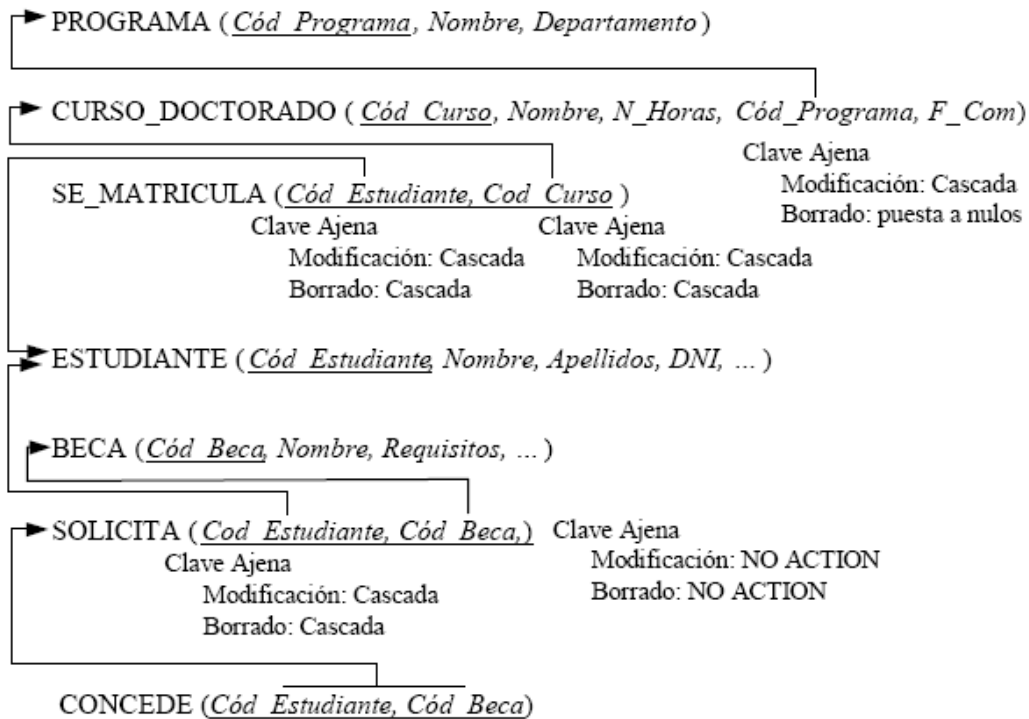 PROGRAMA (Cód_Programa, Nombre, Departamento)
CURSO_DOCTORADO ( Cód_Curso, Nombre, N_Horas, Cód_Programa, F_Com)
Clave Ajena
Modificación: Cascada
Borrado: puesta a nulos
SE_MATRICULA (Cód_Estudiante, Cod_Curso )
Clave Ajena Clave Ajena
Modificación: Cascada Modificación: Cascada
Borrado: Cascada Borrado: Cascada
ESTUDIANTE (Cód_Estudiante, Nombre, Apellidos, DNI, ... )
BECA (Cód_Beca, Nombre, Requisitos, ... )
SOLICITA (Cod_Estudiante, Cód_Beca,) Clave Ajena
Modificación: NO ACTION
Borrado: NO ACTION
Clave Ajena
Modificación: Cascada
Borrado: Cascada
CONCEDE (Cód_Estudiante, Cód_Beca)